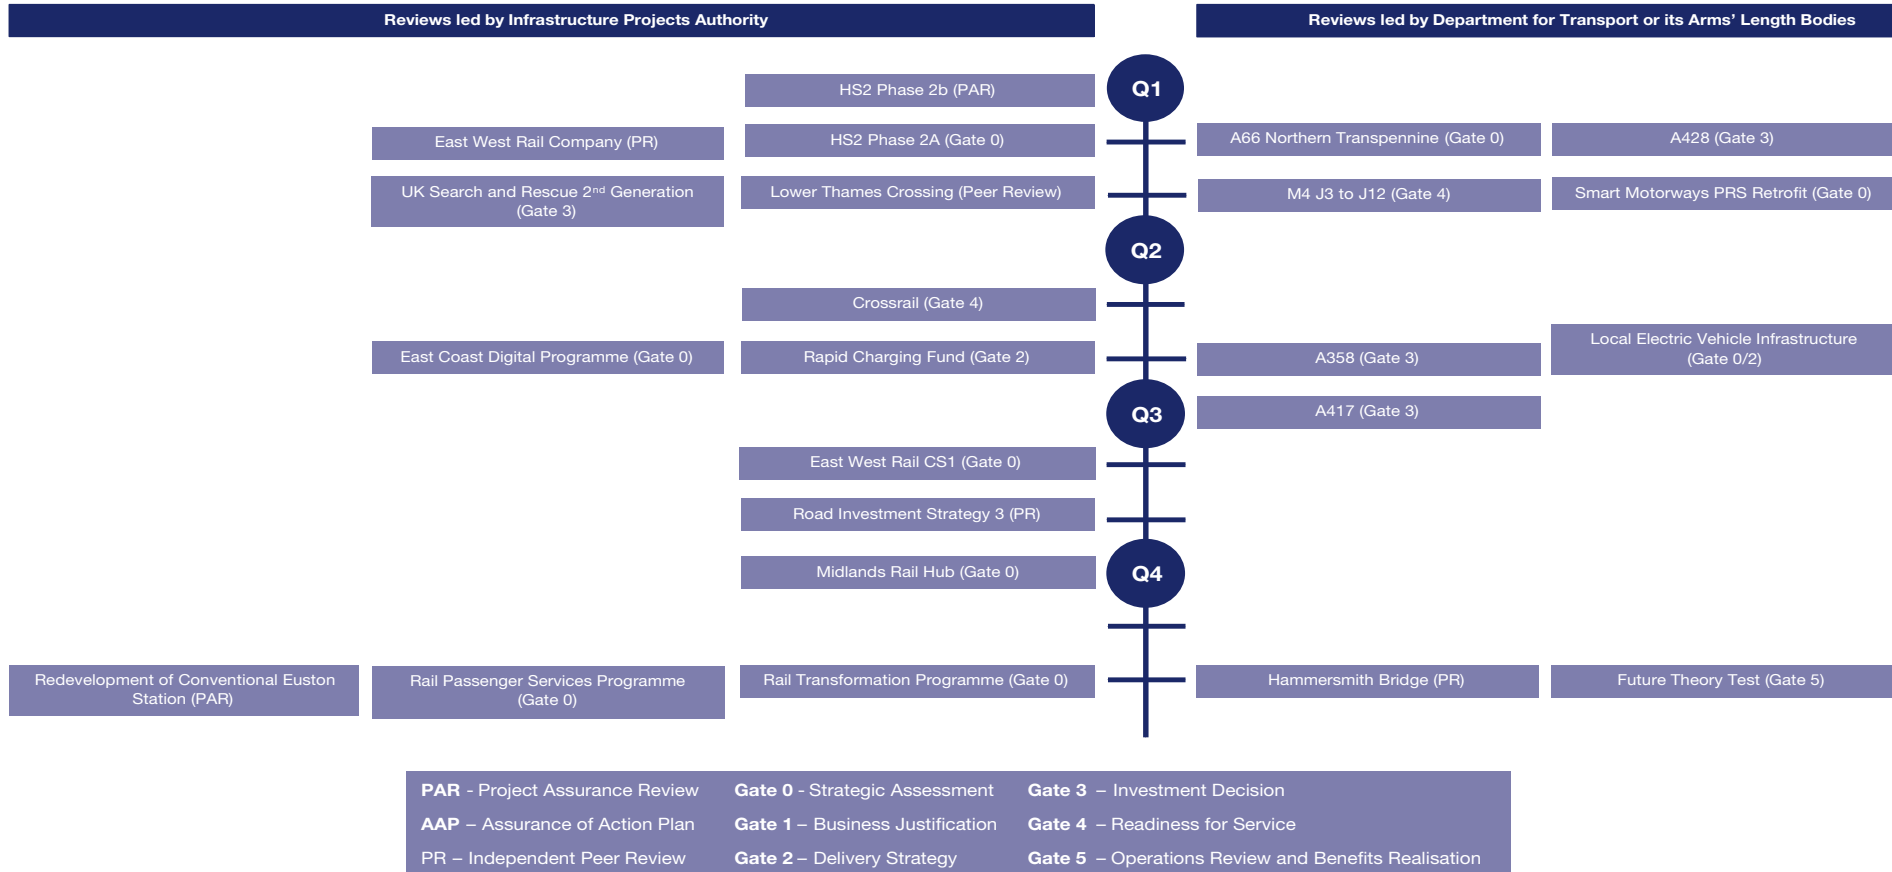 Reviews led by Infrastructure Projects Authority
Reviews led by Department for Transport or its Arms' Length Bodies
Q1
HS2 Phase 2b (PAR)
East West Rail Company (PR)
HS2 Phase 2A (Gate 0)
A66 Northern Transpennine (Gate 0)
A428 (Gate 3)
UK Search and Rescue 2nd Generation
(Gate 3)
Lower Thames Crossing (Peer Review)
M4 J3 to J12 (Gate 4)
Smart Motorways PRS Retrofit (Gate 0)
Q2
Crossrail (Gate 4)
East Coast Digital Programme (Gate 0)
Rapid Charging Fund (Gate 2)
A358 (Gate 3)
Local Electric Vehicle Infrastructure
(Gate 0/2)
Q3
A417 (Gate 3)
East West Rail CS1 (Gate 0)
Road Investment Strategy 3 (PR)
Midlands Rail Hub (Gate 0)
Q4
Redevelopment of Conventional Euston
Station (PAR)
Rail Passenger Services Programme
(Gate 0)
Rail Transformation Programme (Gate 0)
Hammersmith Bridge (PR)
Future Theory Test (Gate 5)
PAR - Project Assurance Review
Gate 0 - Strategic Assessment
Gate 3 – Investment Decision
AAP – Assurance of Action Plan
Gate 1 – Business Justification
Gate 4 – Readiness for Service
PR – Independent Peer Review
Gate 2 – Delivery Strategy
Gate 5 – Operations Review and Benefits Realisation